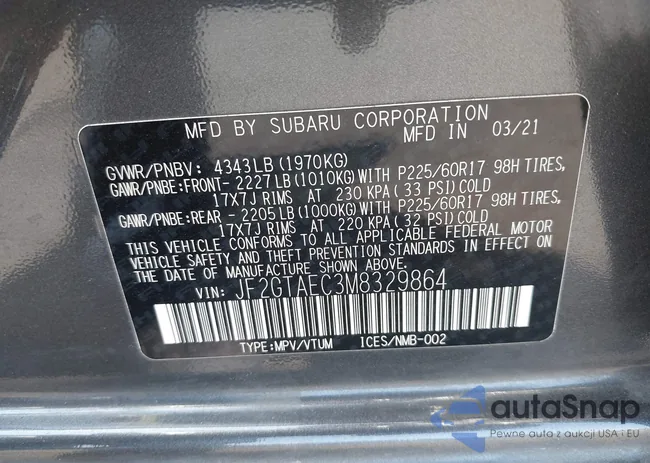 MFD BY SUBARU CORPORATION
MFD IN 03/21
GVWR/PNBV: 4343LB (1970KG)
GAWR/PNBE:FRONT- 2227LB (1010KG) WITH P225/60R17 98H TIRES,
17X7J RIMS AT 230 KPA ( 33 PSI) COLD
GAWR/PNBE:REAR - 2205LB (1000KG) WITH P225/60R17 98H TIRES,
17X7J RIMS AT 220 KPA ( 32 PSI) COLD
THIS VEHICLE CONFORMS TO ALL APPLICABLE FEDERAL MOTOR
VEHICLE SAFETY AND THEFT PREVENTION STANDARDS IN EFFECT ON
THE DATE OF MANUFACTURE SHOWN ABOVE.
VIN: JF2GTAEC3M8329864
TYPE:MPV/VTUM ICES/NMB-002
autaSnap
Pewne auta z aukcji USA i EU